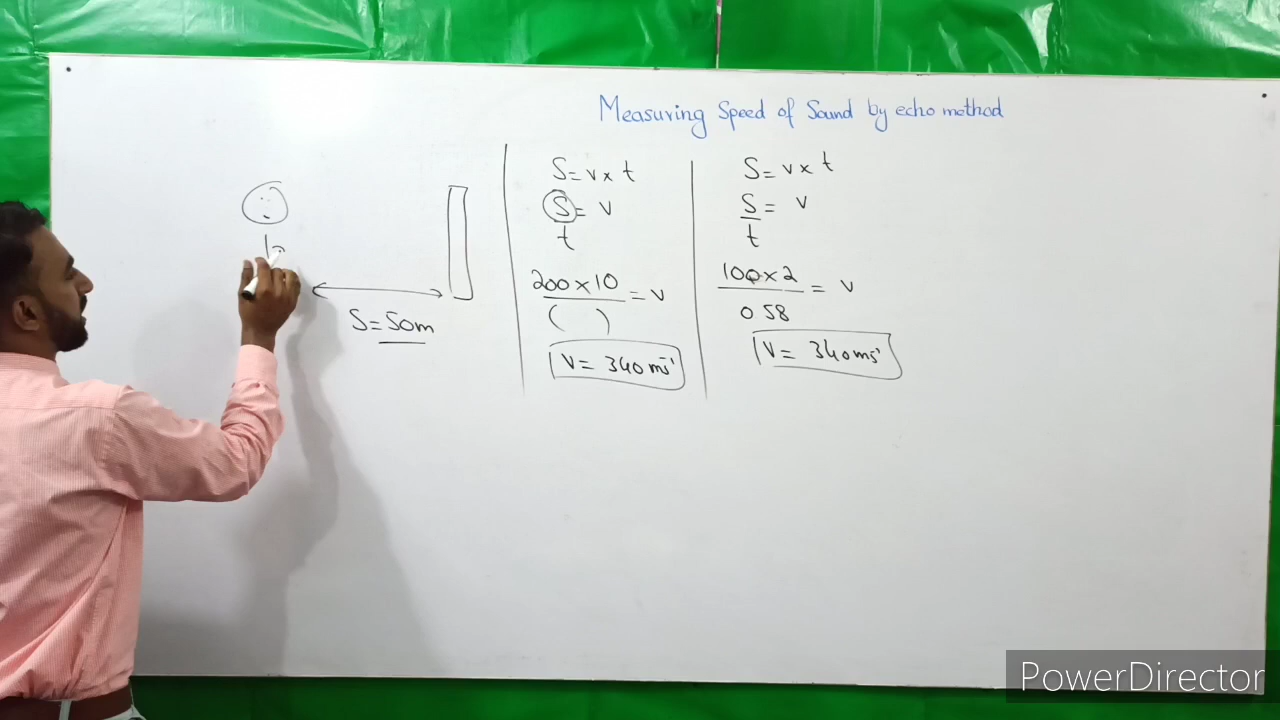 Measuring Speed of Sound by echo method
S = 50m
S = v x t
S = v
t
200 x 10 = v
( )
v = 340 ms⁻¹
S = v x t
S = v
t
100 x 2 = v
0.58
v = 340 ms⁻¹
PowerDirector